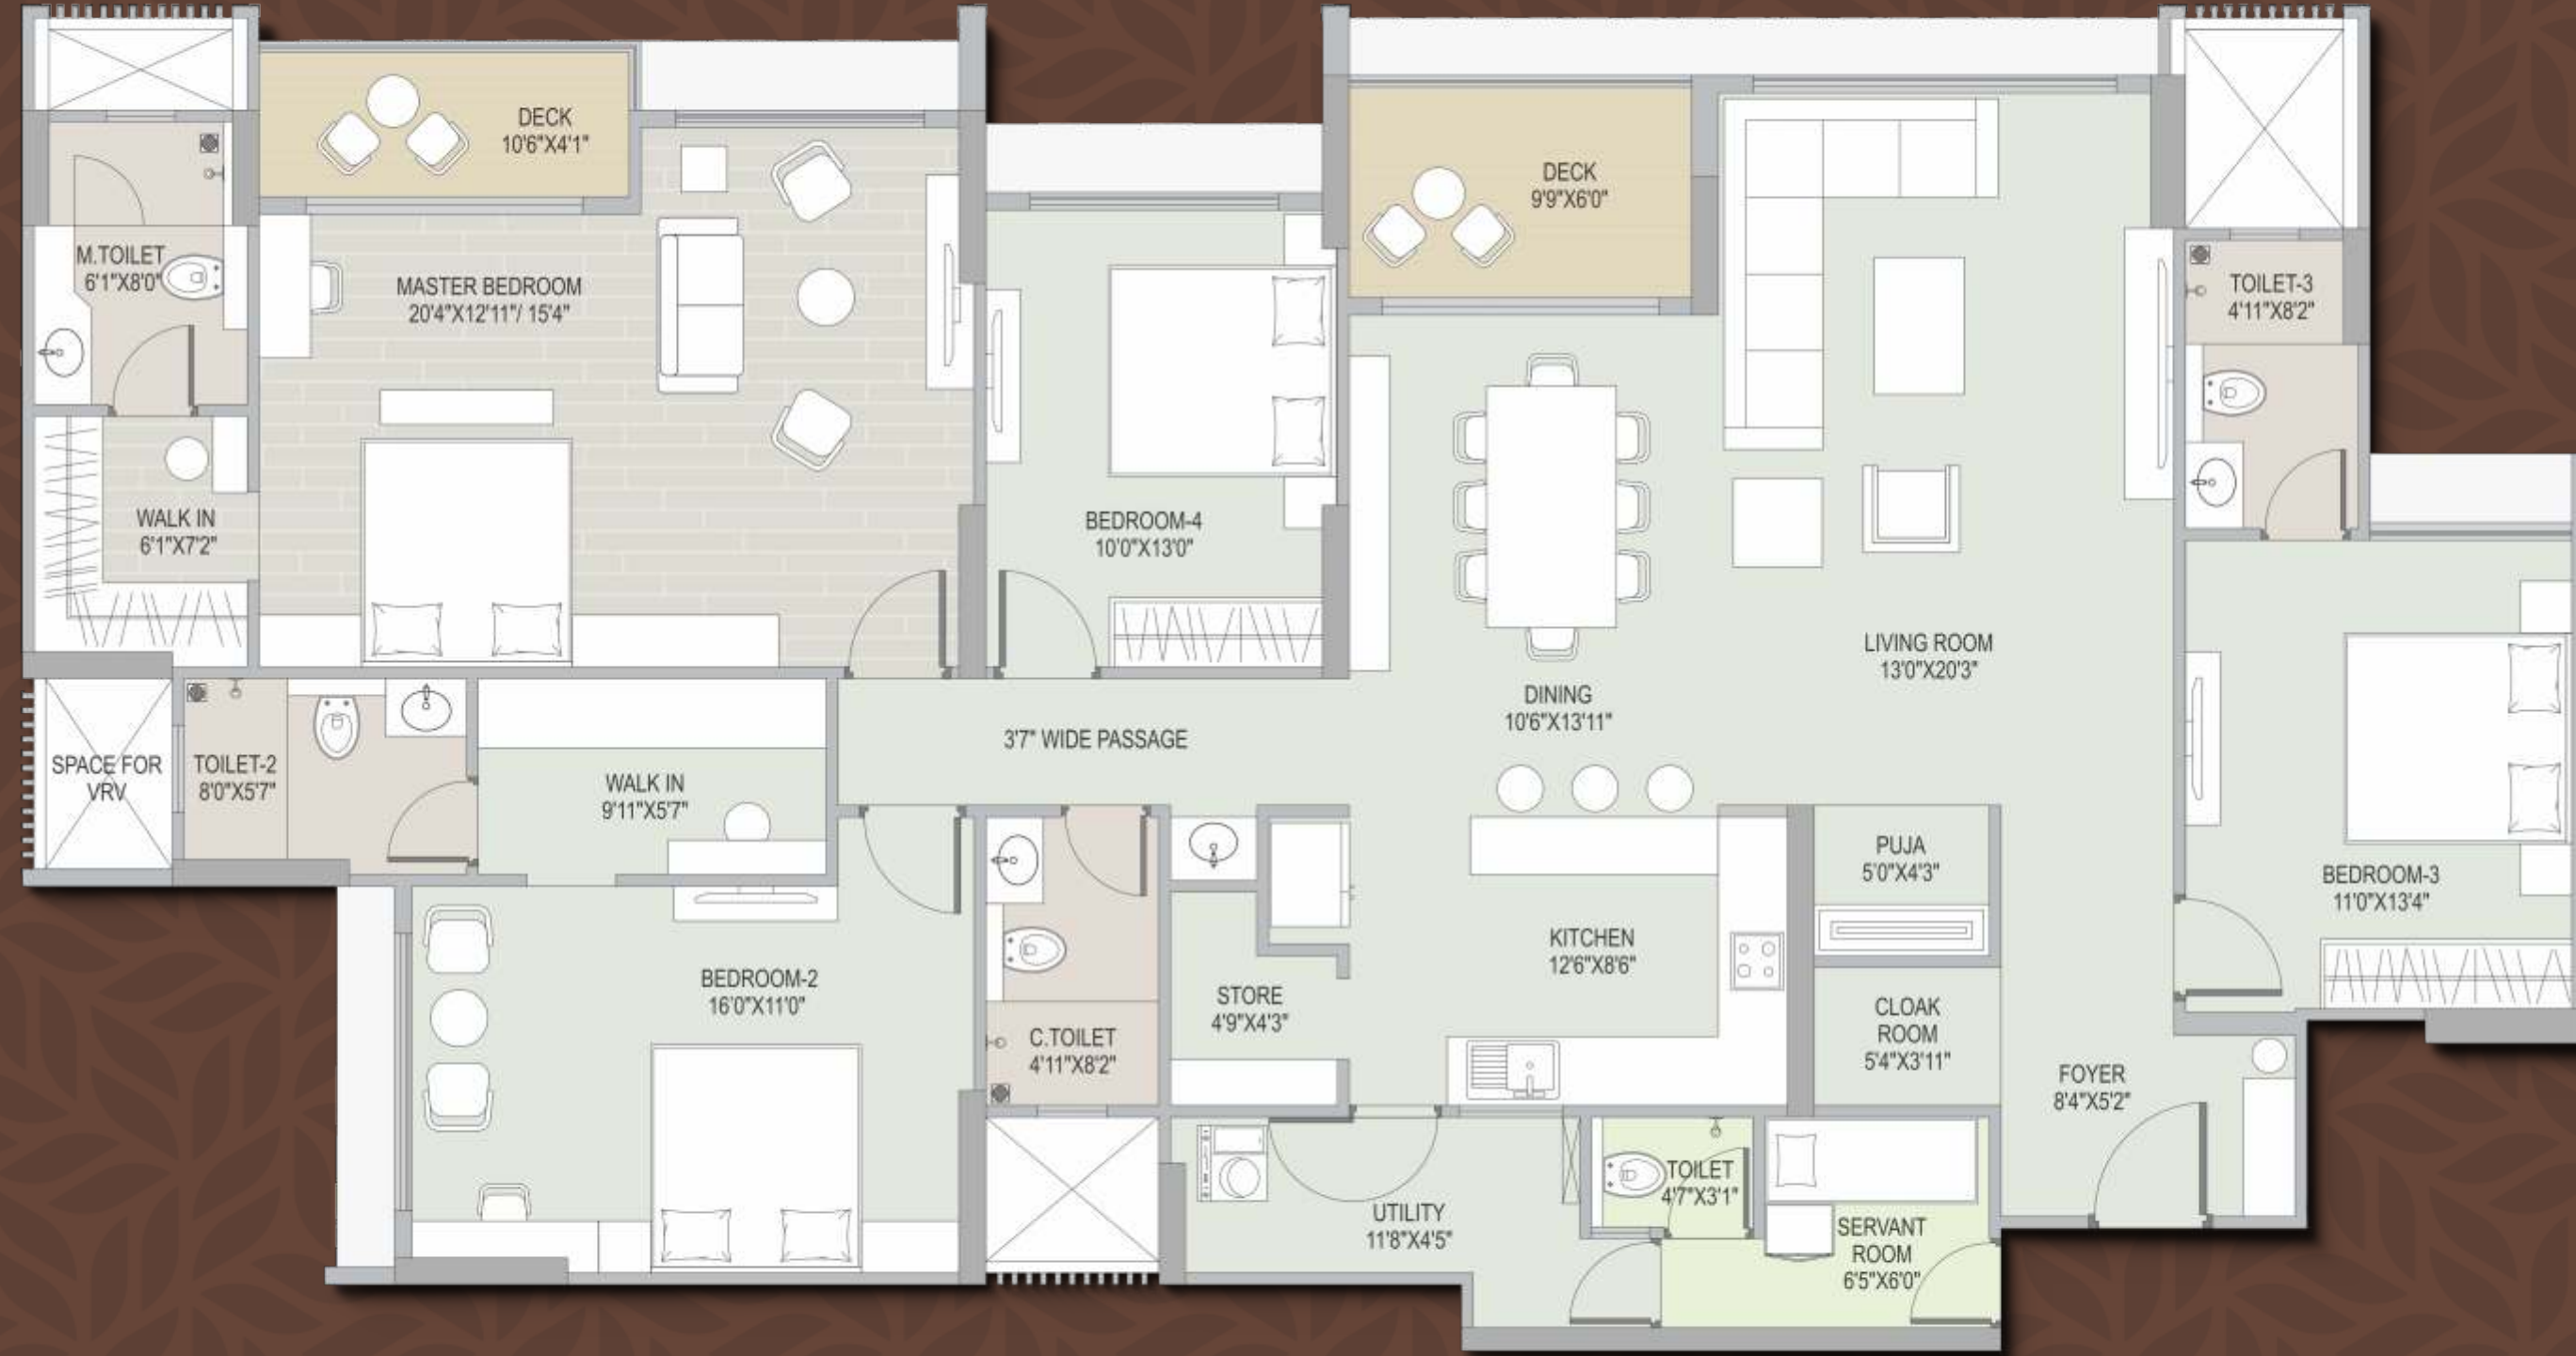 DECK
10'6"X4'1"
M.TOILET
6'1"X8'0"
MASTER BEDROOM
20'4"X12'11"/ 15'4"
WALK IN
6'1"X7'2"
BEDROOM-4
10'0"X13'0"
DECK
9'9"X6'0"
LIVING ROOM
13'0"X20'3"
DINING
10'6"X13'11"
TOILET-3
4'11"X8'2"
BEDROOM-3
11'0"X13'4"
SPACE FOR
VRV
TOILET-2
8'0"X5'7"
WALK IN
9'11"X5'7"
3'7" WIDE PASSAGE
BEDROOM-2
16'0"X11'0"
C.TOILET
4'11"X8'2"
STORE
4'9"X4'3"
KITCHEN
12'6"X8'6"
PUJA
5'0"X4'3"
CLOAK
ROOM
5'4"X3'11"
FOYER
8'4"X5'2"
UTILITY
11'8"X4'5"
TOILET
4'7"X3'1"
SERVANT
ROOM
6'5"X6'0"